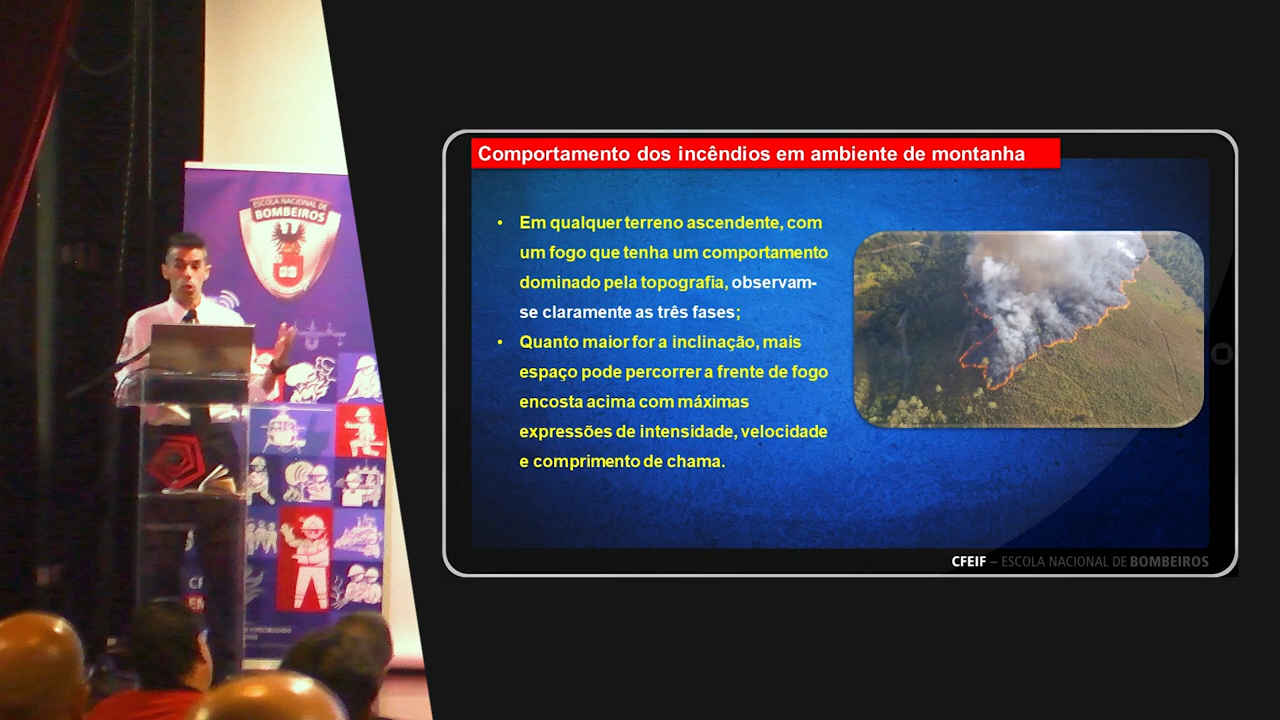 ESCOLA NACIONAL DE
BOMBEIROS
Comportamento dos incêndios em ambiente de montanha
• Em qualquer terreno ascendente, com
um fogo que tenha um comportamento
dominado pela topografia, observam-
se claramente as três fases;
• Quanto maior for a inclinação, mais
espaço pode percorrer a frente de fogo
encosta acima com máximas
expressões de intensidade, velocidade
e comprimento de chama.
CFEIF – ESCOLA NACIONAL DE BOMBEIROS